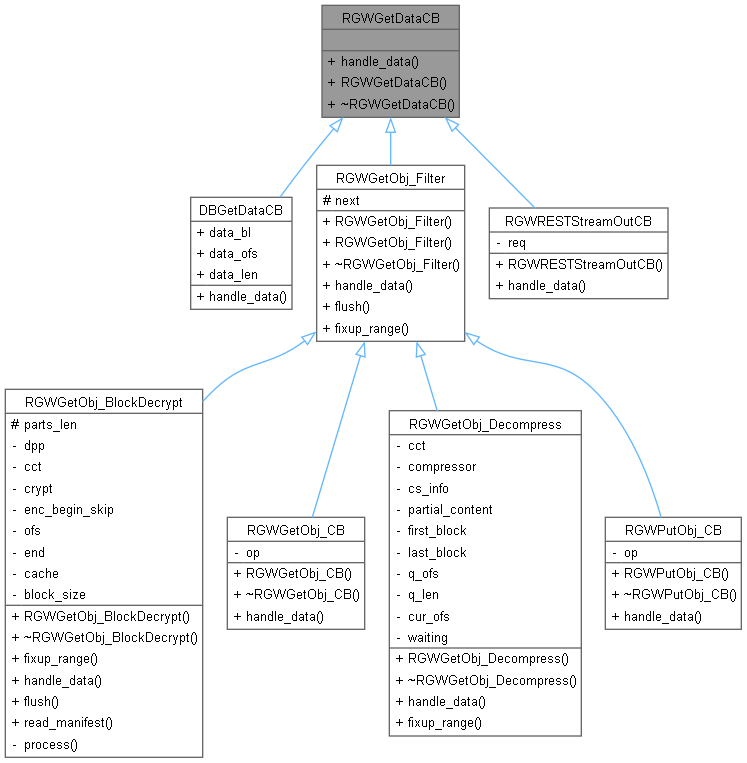 RGWGetDataCB
+ handle_data()
+ RGWGetDataCB()
+ ~RGWGetDataCB()
DBGetDataCB
+ data_bl
+ data_ofs
+ data_len
+ handle_data()
RGWGetObj_Filter
# next
+ RGWGetObj_Filter()
+ RGWGetObj_Filter()
+ ~RGWGetObj_Filter()
+ handle_data()
+ flush()
+ fixup_range()
RGWRESTStreamOutCB
- req
+ RGWRESTStreamOutCB()
+ handle_data()
RGWGetObj_BlockDecrypt
# parts_len
- dpp
- cct
- crypt
- enc_begin_skip
- ofs
- end
- cache
- block_size
+ RGWGetObj_BlockDecrypt()
+ ~RGWGetObj_BlockDecrypt()
+ fixup_range()
+ handle_data()
+ flush()
+ read_manifest()
- process()
RGWGetObj_CB
- op
+ RGWGetObj_CB()
+ ~RGWGetObj_CB()
+ handle_data()
RGWGetObj_Decompress
- cct
- compressor
- cs_info
- partial_content
- first_block
- last_block
- q_ofs
- q_len
- cur_ofs
- waiting
+ RGWGetObj_Decompress()
+ ~RGWGetObj_Decompress()
+ handle_data()
+ fixup_range()
RGWPutObj_CB
- op
+ RGWPutObj_CB()
+ ~RGWPutObj_CB()
+ handle_data()